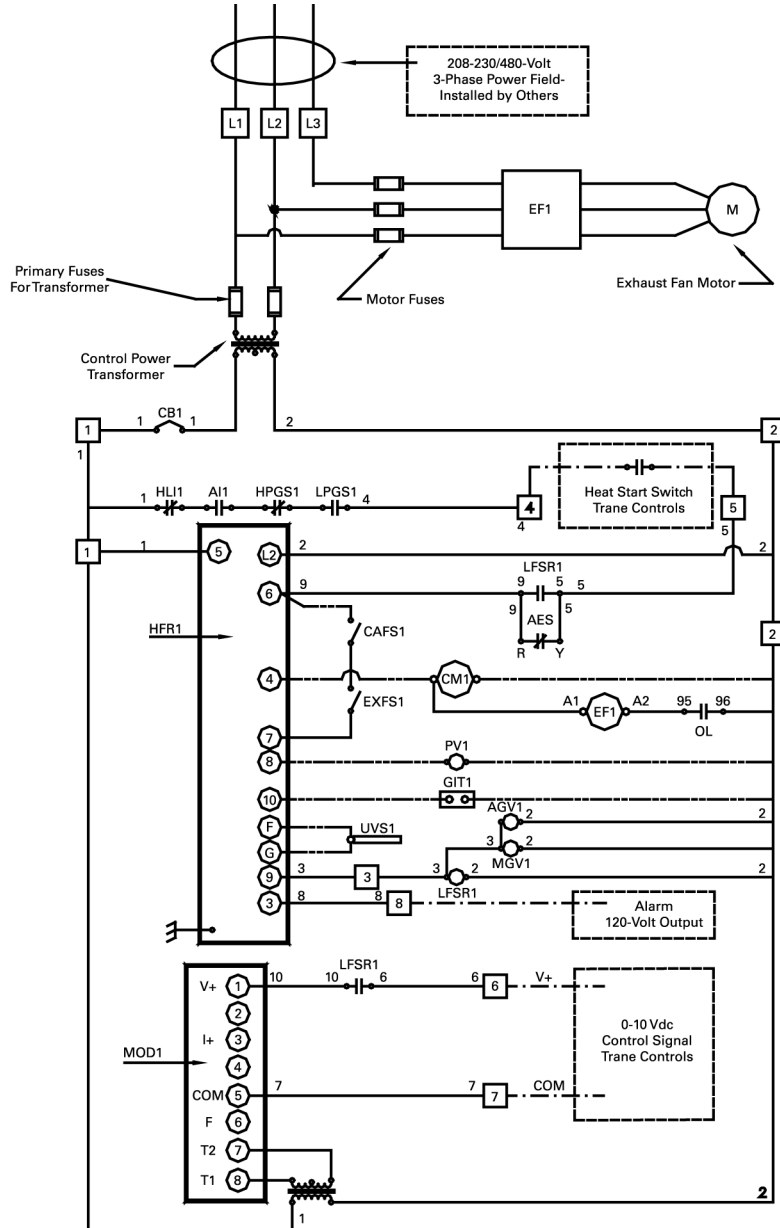 208-230/480-Volt
3-Phase Power Field-
Installed by Others
L1
L2
L3
EF1
M
Primary Fuses
For Transformer
Motor Fuses
Exhaust Fan Motor
Control Power
Transformer
CB1
1
1
1
2
2
1
HLI1
AI1
HPGS1
LPGS1
1
4
4
4
Heat Start Switch
Trane Controls
5
5
1
1
5
L2
2
2
LFSR1
6
9
9
5
5
9
AES
5
R
Y
2
HFR1
CAFS1
4
CM1
EXFS1
A1
EF1
A2
95
96
OL
7
8
PV1
10
GIT1
AGV1
2
2
F
UVS1
G
3
2
2
MGV1
9
3
3
3
2
2
LFSR1
3
8
8
8
Alarm
120-Volt Output
LFSR1
V+
1
10
10
6
6
6
V+
2
I+
3
0-10 Vdc
Control Signal
Trane Controls
MOD1
4
COM
5
7
7
7
COM
F
6
T2
7
T1
8
2
1